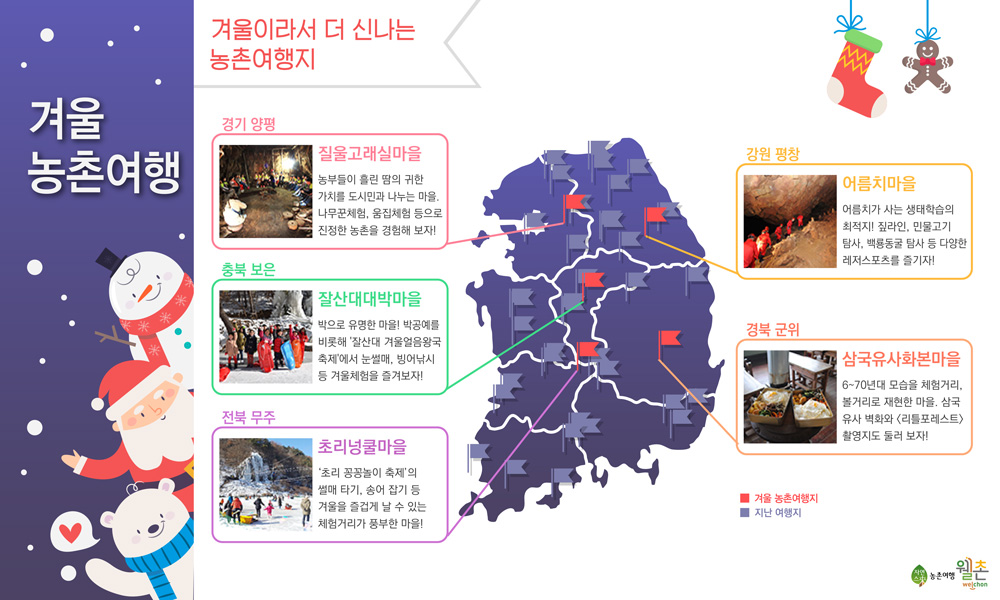 겨울
농촌여행
겨울이라서 더 신나는
농촌여행지
경기 양평
질울고래실마을
농부들이 흘린 땀의 귀한
가치를 도시민과 나누는 마을.
나무꾼체험, 움집체험 등으로
진정한 농촌을 경험해 보자!
충북 보은
잘산대대박마을
박으로 유명한 마을! 박공예를
비롯해 '잘산대 겨울얼음왕국
축제'에서 눈썰매, 빙어낚시
등 겨울체험을 즐겨보자!
전북 무주
초리넝쿨마을
'초리 꽁꽁놀이 축제'의
썰매 타기, 송어 잡기 등
겨울을 즐겁게 날 수 있는
체험거리가 풍부한 마을!
강원 평창
어름치마을
어름치가 사는 생태학습의
최적지! 짚라인, 민물고기
탐사, 백룡동굴 탐사 등 다양한
레저스포츠를 즐기자!
경북 군위
삼국유사화본마을
6~70년대 모습을 체험거리,
볼거리로 재현한 마을. 삼국
유사 벽화와 <리틀포레스트>
촬영지도 둘러 보자!
겨울 농촌여행지
지난 여행지
농촌여행
웰촌
welchon